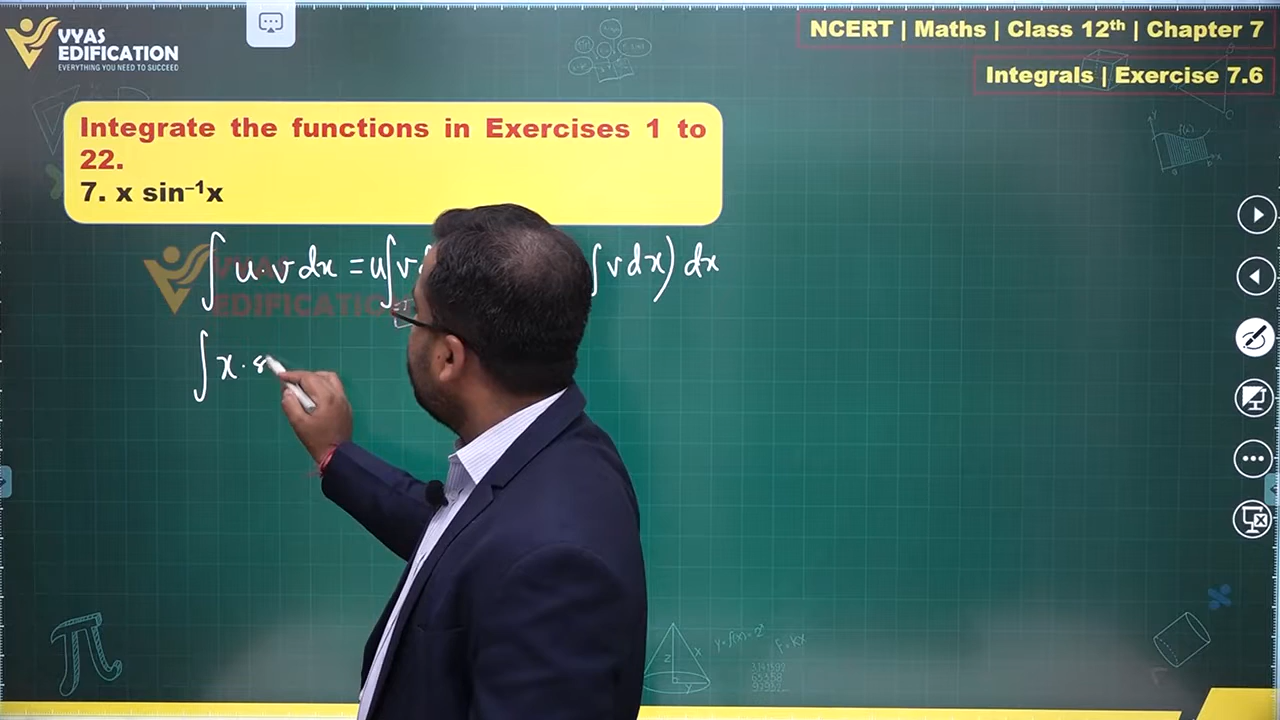 VYAS
EDIFICATION
EVERYTHING YOU NEED TO SUCCEED
NCERT | Maths | Class 12th | Chapter 7
Integrals | Exercise 7.6
Integrate the functions in Exercises 1 to
22.
7. x sin⁻¹x
∫ u · v dx = u∫v ∫ v dx) dx
∫ x ·